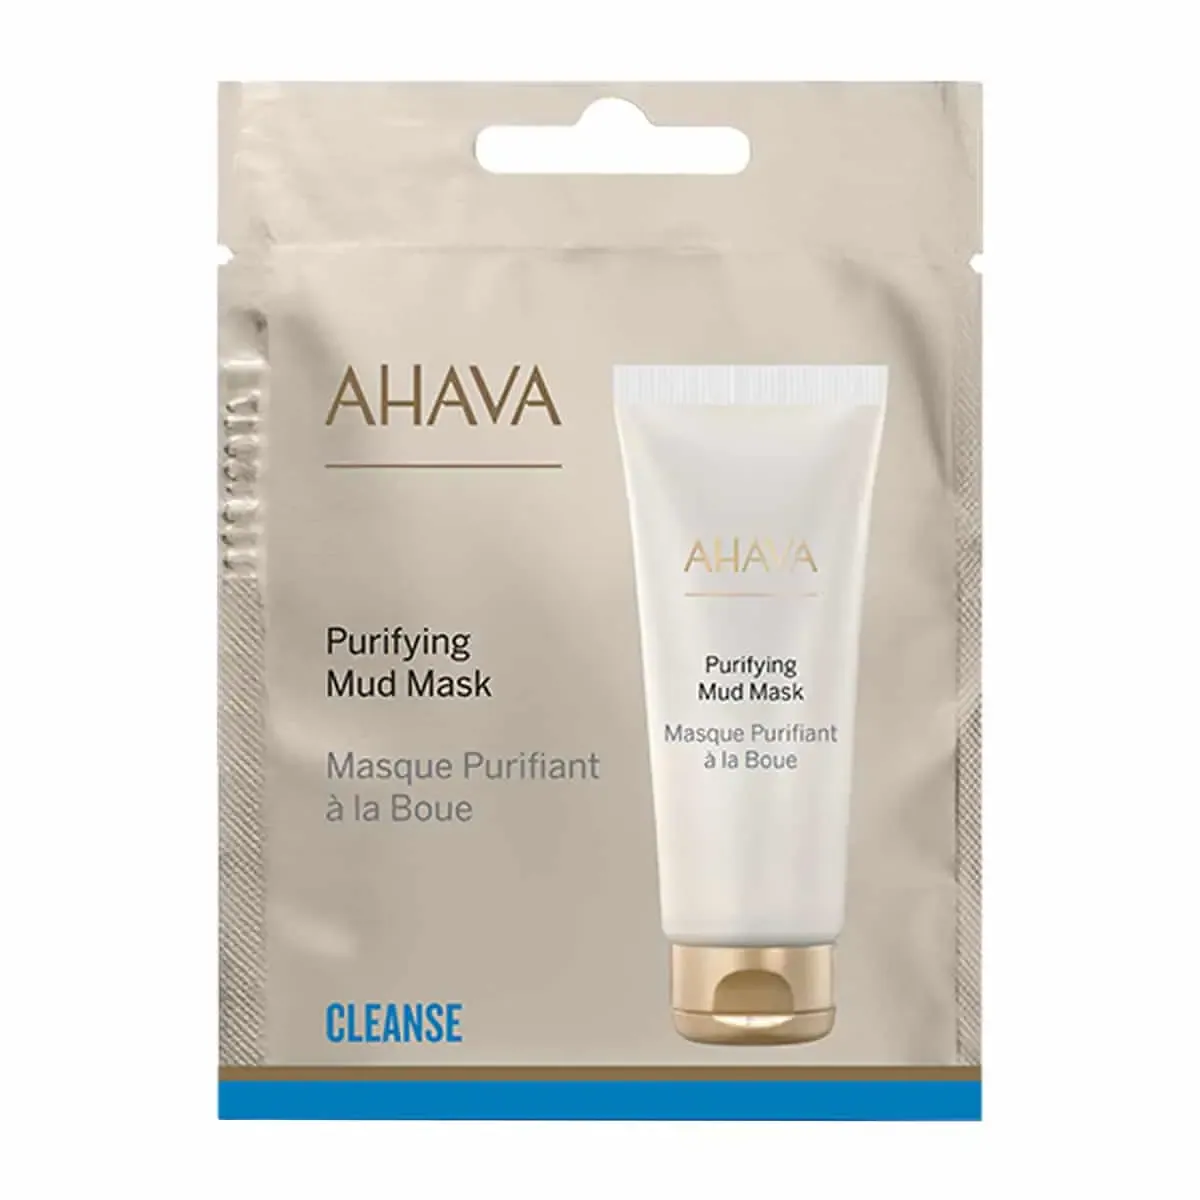 AHAVA
Purifying
Mud Mask
Masque Purifiant
à la Boue
CLEANSE
AHAVA
Purifying
Mud Mask
Masque Purifiant
à la Boue